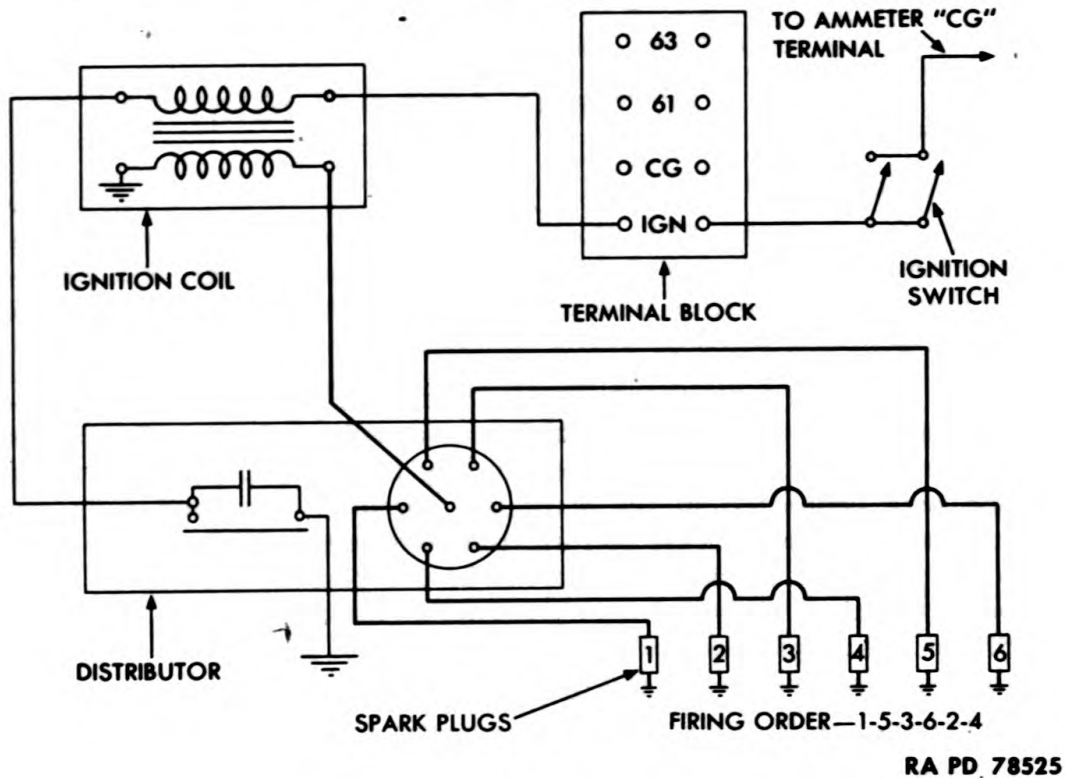 TO AMMETER "CG"
TERMINAL
63
61
CG
IGN
IGNITION COIL
TERMINAL BLOCK
IGNITION
SWITCH
DISTRIBUTOR
1 2 3 4 5 6
SPARK PLUGS
FIRING ORDER—1-5-3-6-2-4
RA PD 78525